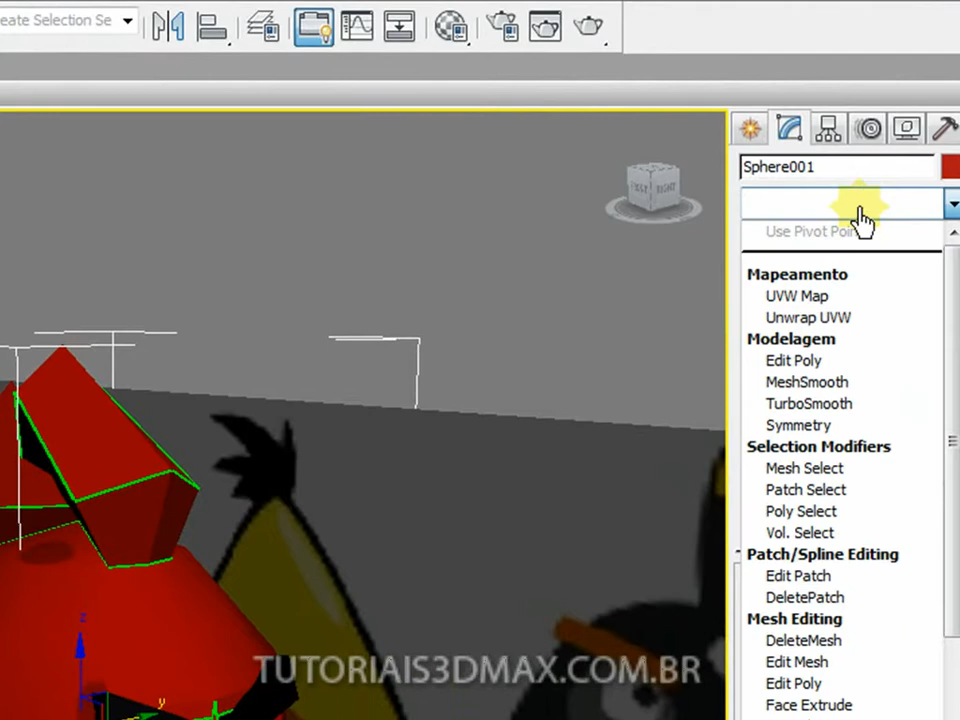 eate Selection Se
Sphere001
Use Pivot Poi
Mapeamento
UVW Map
Unwrap UVW
Modelagem
Edit Poly
MeshSmooth
TurboSmooth
Symmetry
Selection Modifiers
Mesh Select
Patch Select
Poly Select
Vol. Select
Patch/Spline Editing
Edit Patch
DeletePatch
Mesh Editing
DeleteMesh
Edit Mesh
Edit Poly
Face Extrude
RIGHT
z
y
TUTORIAIS3DMAX.COM.BR